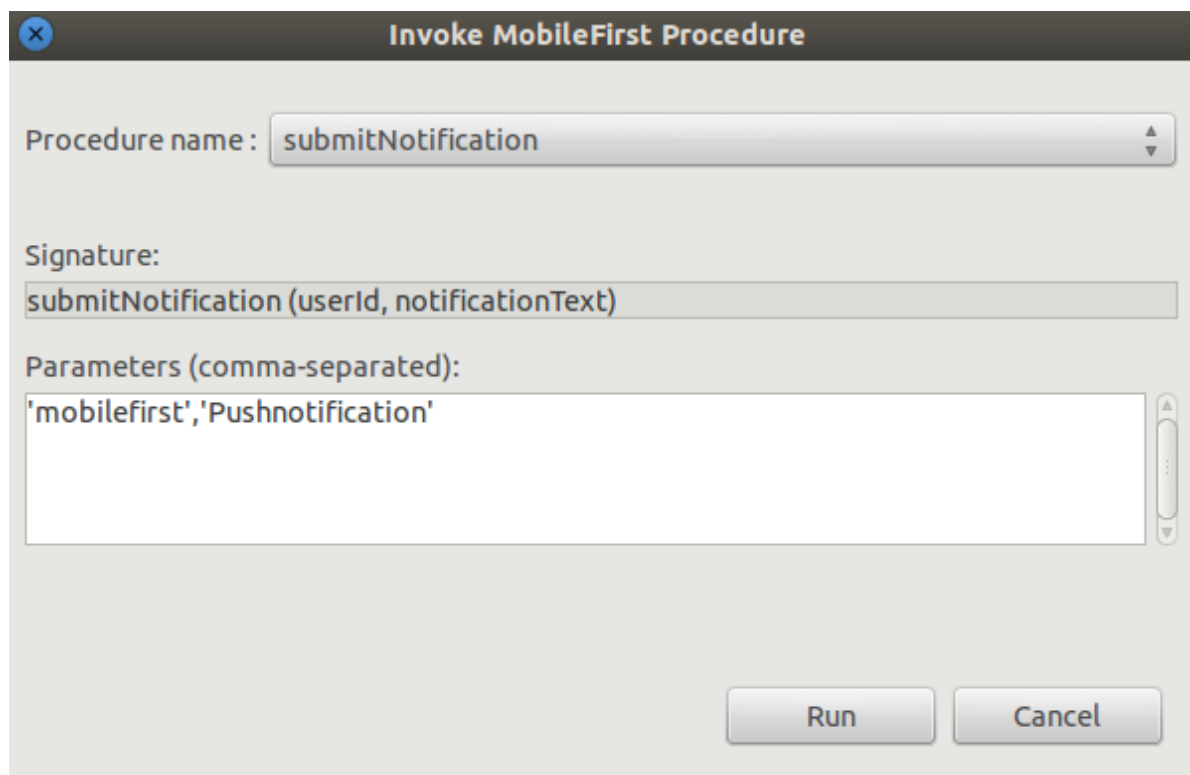 Invoke MobileFirst Procedure
Procedure name : submitNotification
Signature:
submitNotification (userId, notificationText)
Parameters (comma-separated):
'mobilefirst','Pushnotification'
Run Cancel